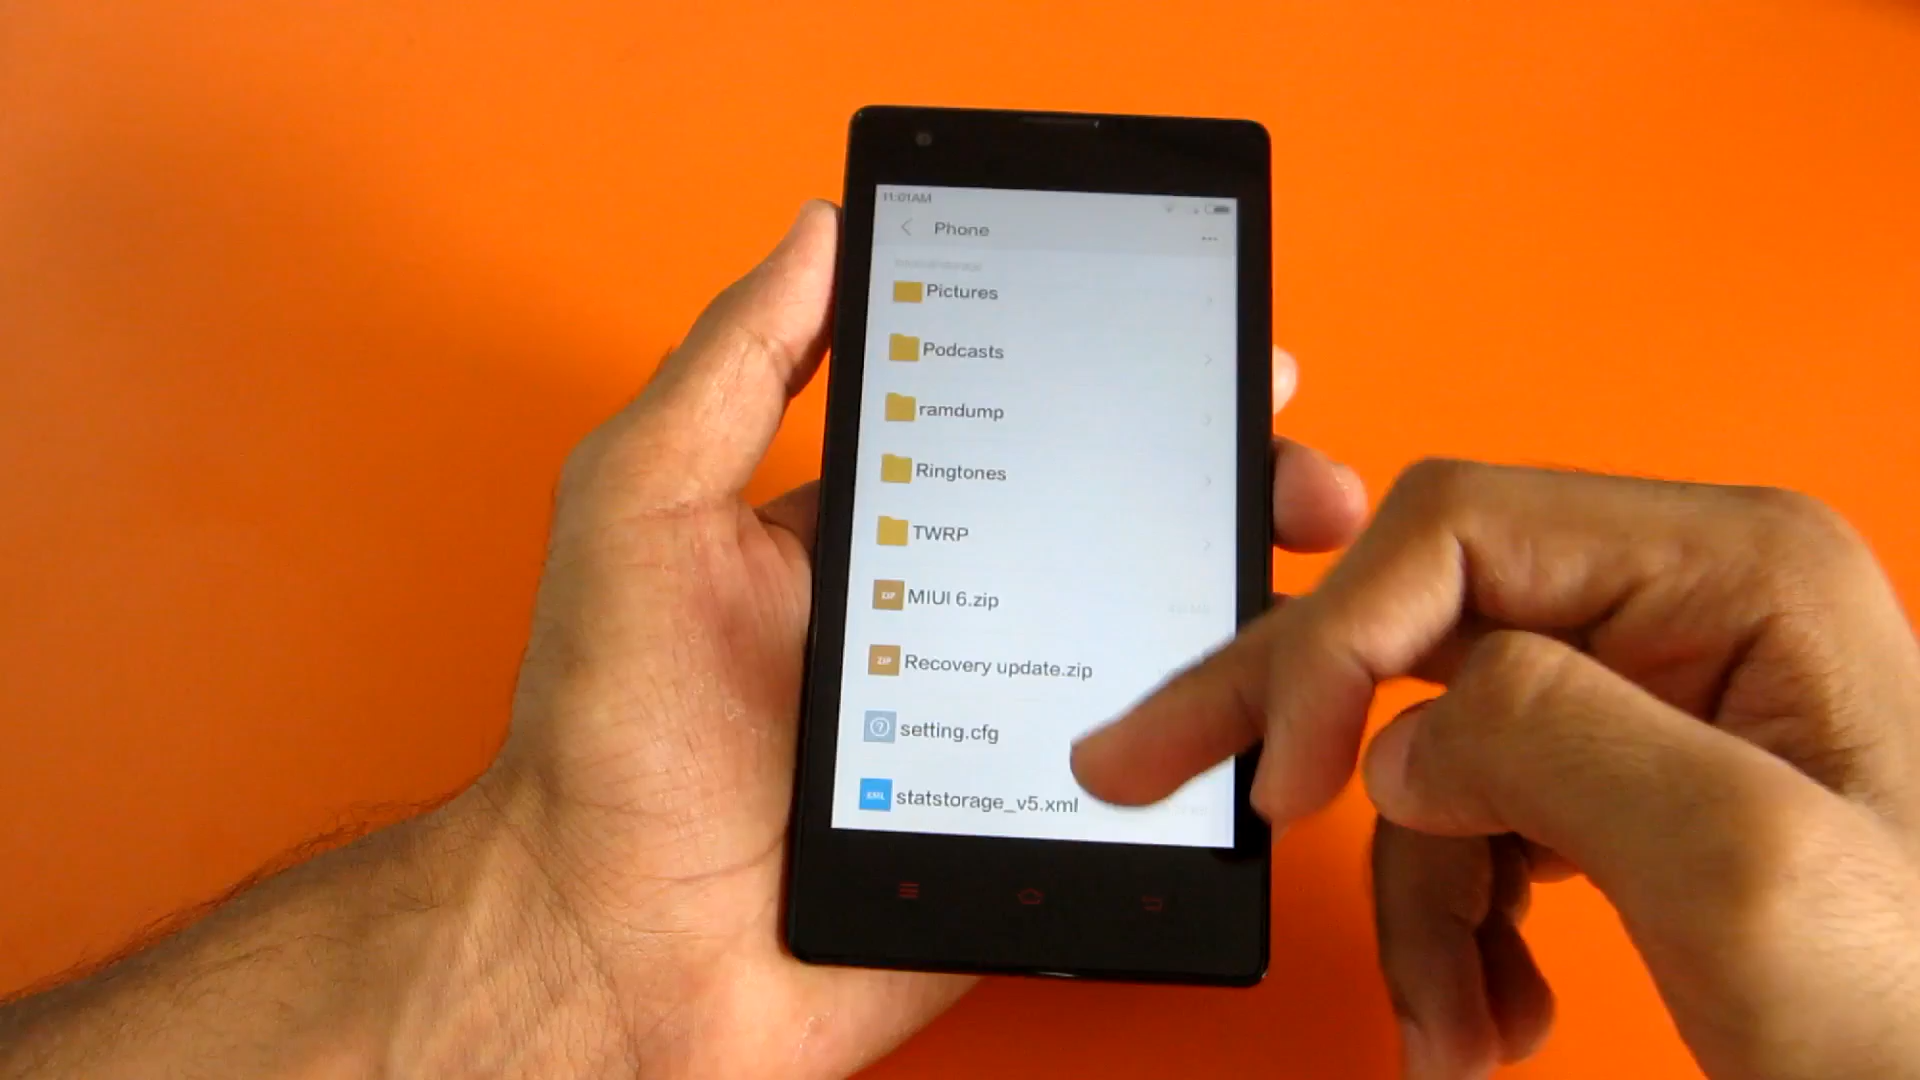 11:01AM
Phone
Pictures
Podcasts
ramdump
Ringtones
TWRP
ZIP MIUI 6.zip
ZIP Recovery update.zip
? setting.cfg
XML statstorage_v5.xml